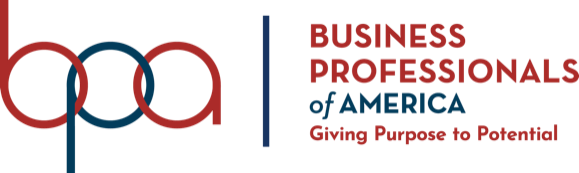 bpa
BUSINESS
PROFESSIONALS
of AMERICA
Giving Purpose to Potential